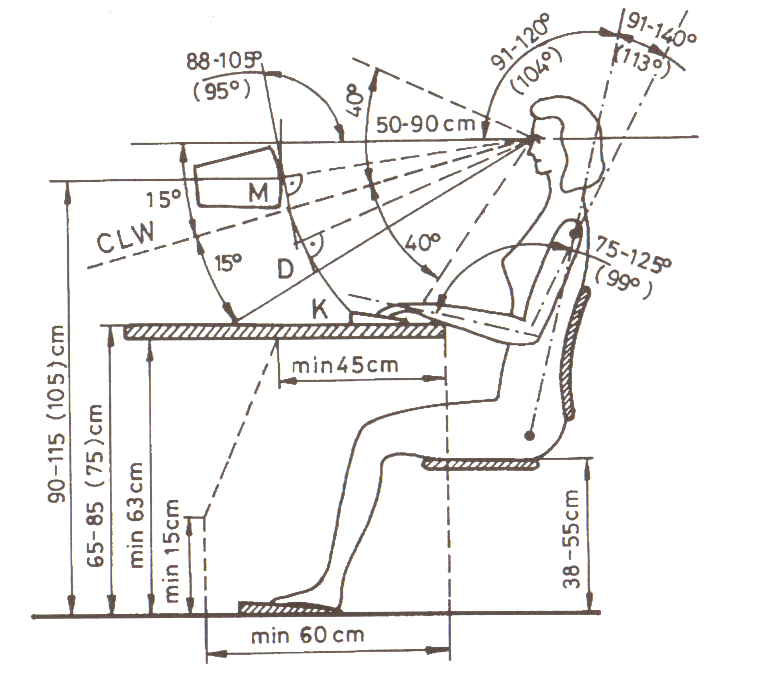 91-140°
(113°)
91-120°
(104°)
88-105°
(95°)
40°
50-90 cm
15°
M
CLW
15°
D
40°
75-125°
(99°)
K
min 45cm
90-115 (105) cm
65-85 (75) cm
min 63cm
min 15cm
38-55cm
min 60 cm